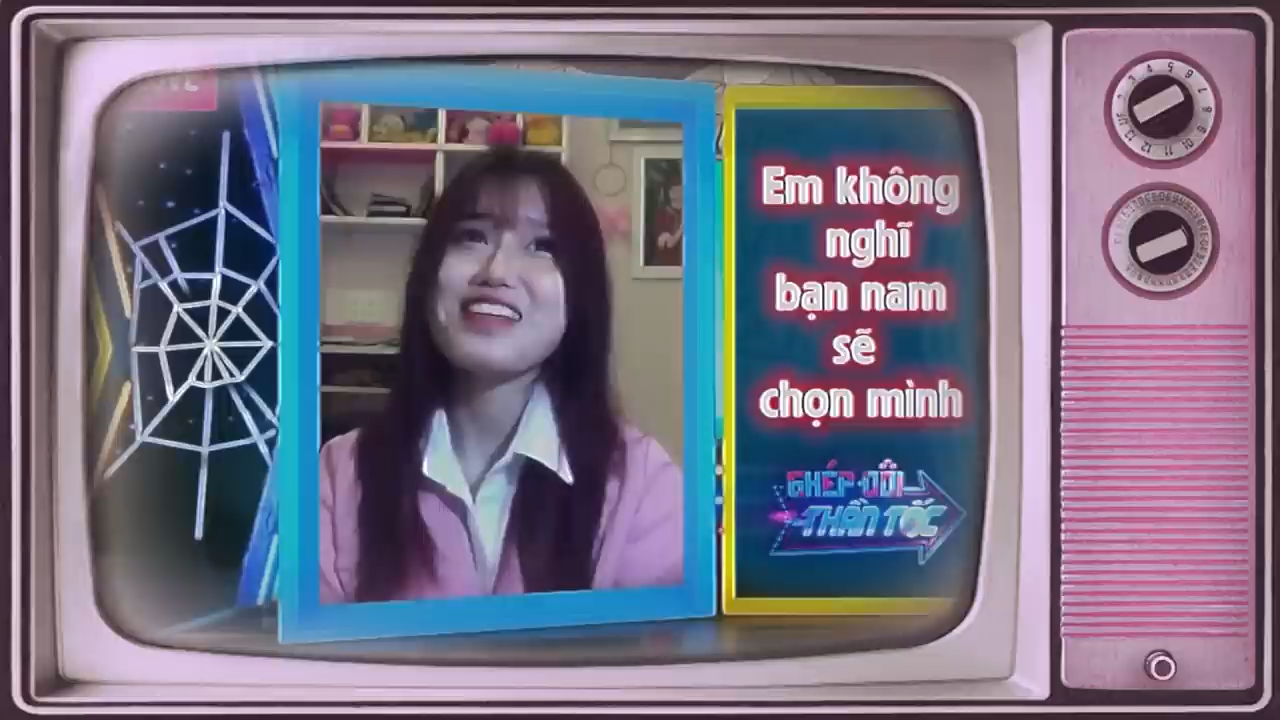 Em không
nghĩ
bạn nam
sẽ
chọn mình
GHÉP ĐÔI
THẦN TỐC